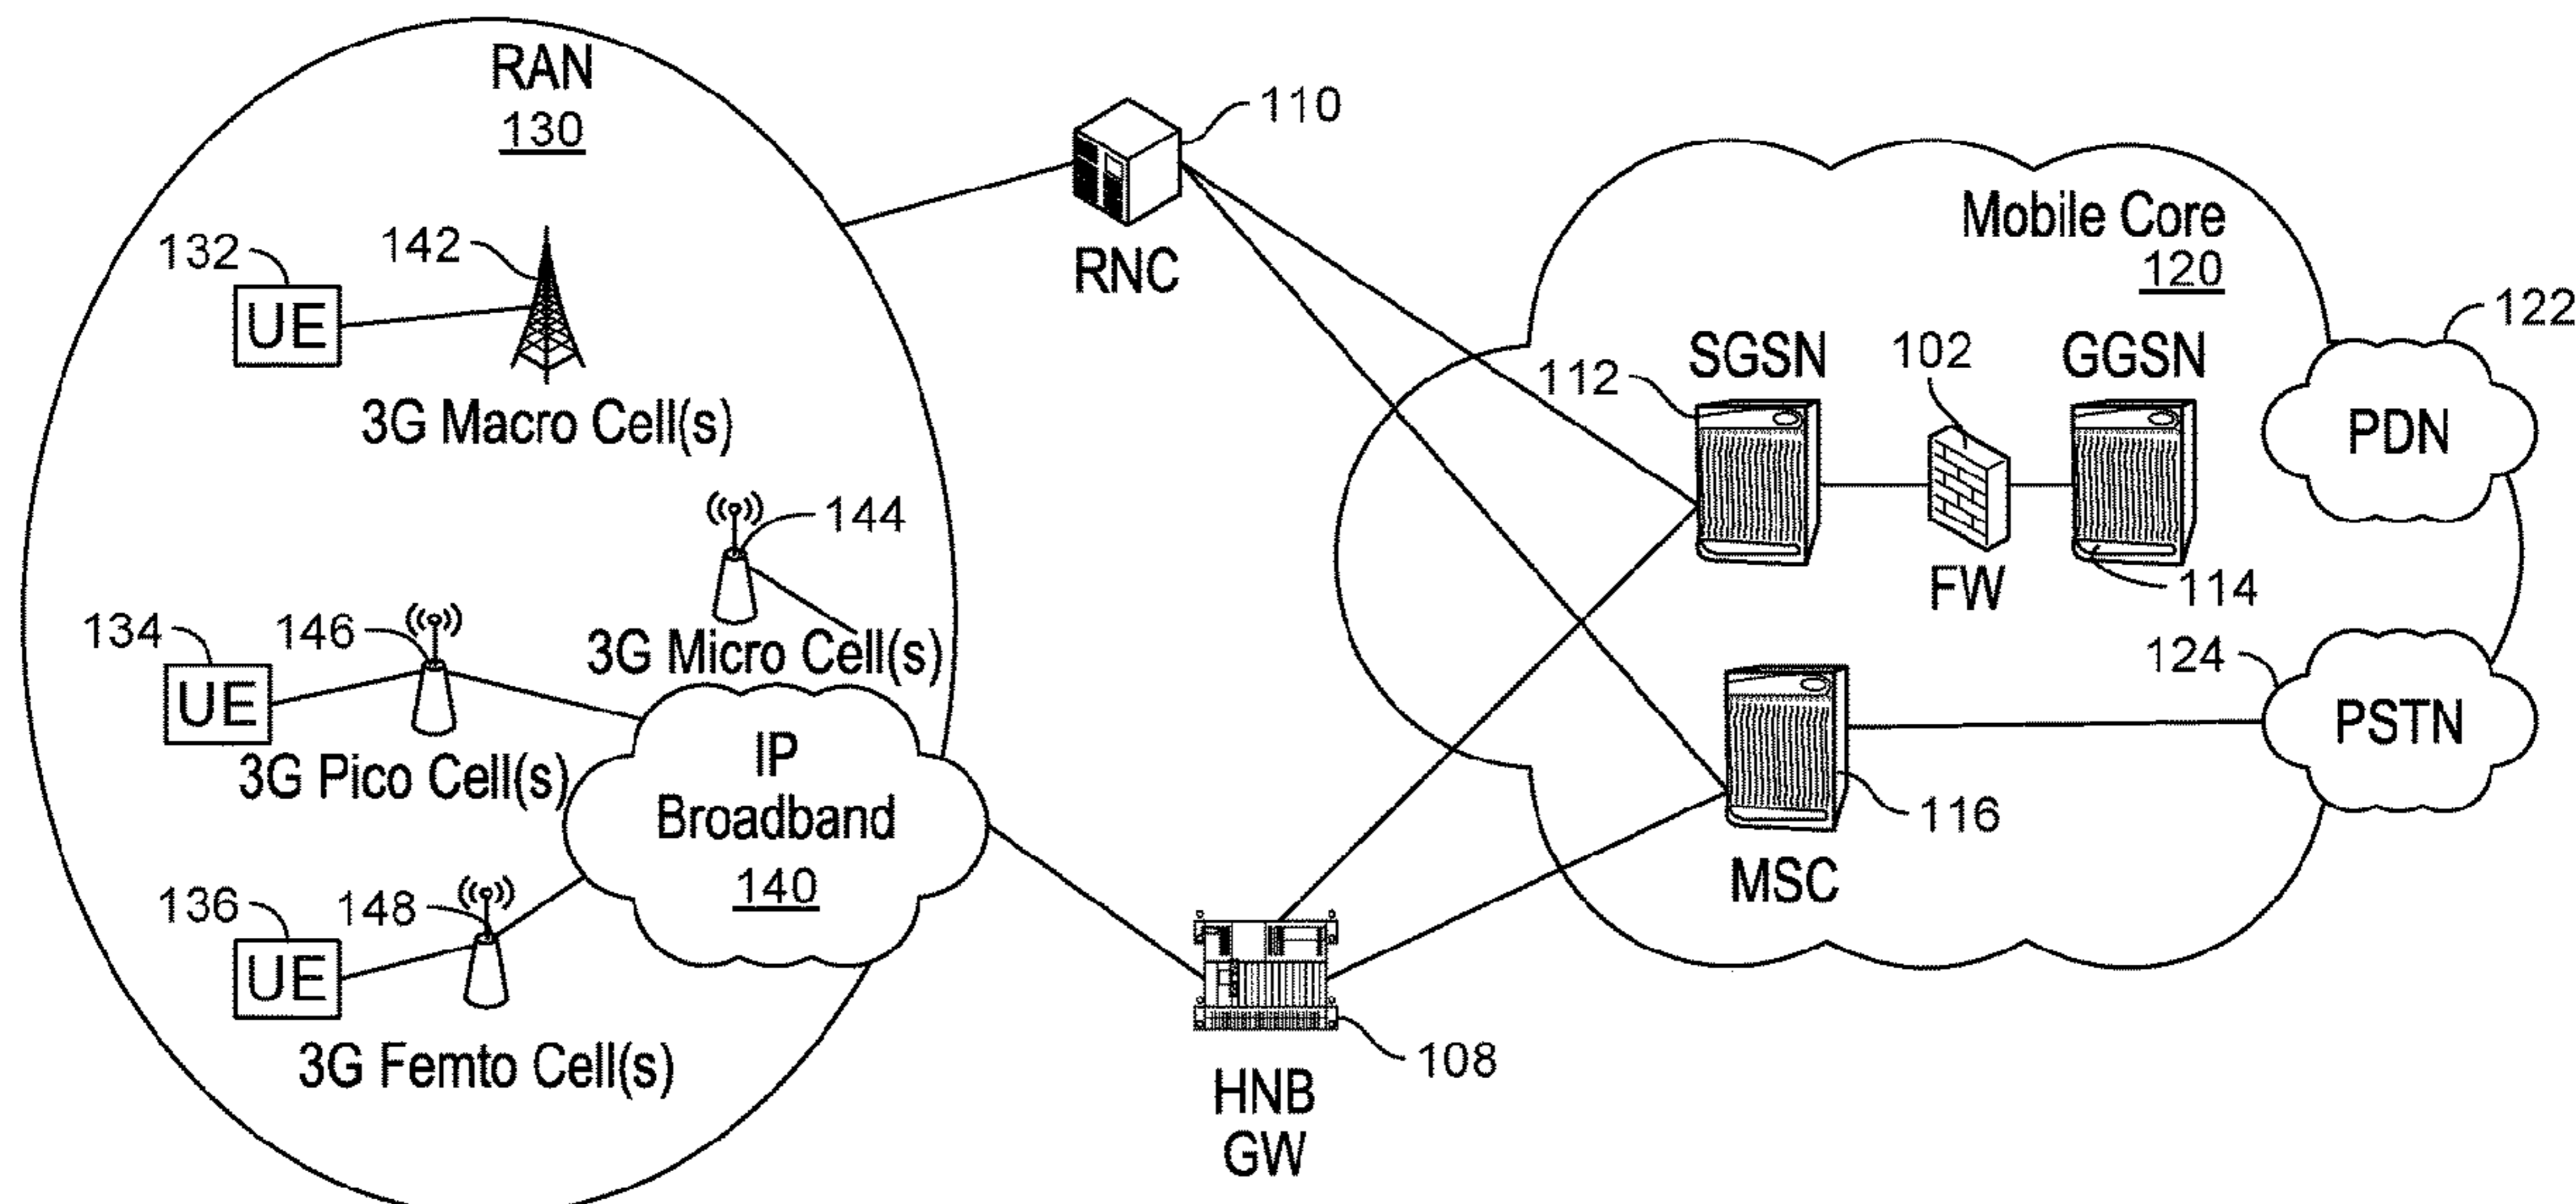 RAN
130
132
142
UE
3G Macro Cell(s)
144
3G Micro Cell(s)
134
146
UE
3G Pico Cell(s)
IP
Broadband
140
136
148
UE
3G Femto Cell(s)
110
RNC
HNB
GW
108
Mobile Core
120
SGSN
112
102
FW
GGSN
114
122
PDN
124
PSTN
116
MSC